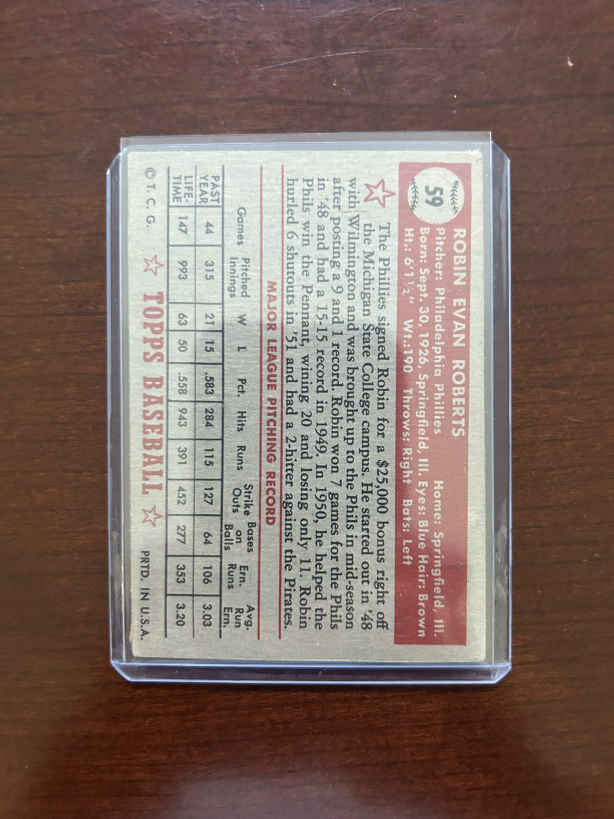 59
ROBIN EVAN ROBERTS
Pitcher: Philadelphia Phillies Home: Springfield, Ill.
Born: Sept. 30, 1926, Springfield, Ill. Eyes: Blue Hair: Brown
Ht.: 6'1½" Wt.: 190 Throws: Right Bats: Left
The Phillies signed Robin for a $25,000 bonus right off
the Michigan State College campus. He started out in '48
with Wilmington and was brought up to the Phils in mid-season
after posting a 9 and 1 record. Robin won 7 games for the Phils
in '48 and had a 15-15 record in 1949. In 1950, he helped the
Phils win the Pennant, wining 20 and losing only 11. Robin
hurled 6 shutouts in '51 and had a 2-hitter against the Pirates.
MAJOR LEAGUE PITCHING RECORD
Games Pitched Innings W L Pct. Hits Runs Strike Outs Bases on Balls Ern. Runs Avg. Run Ern.
PAST YEAR 44 315 21 15 .583 284 115 127 64 106 3.03
LIFE-TIME 147 993 63 50 .558 943 391 452 277 353 3.20
© T. C. G. TOPPS BASEBALL PRTD. IN U.S.A.